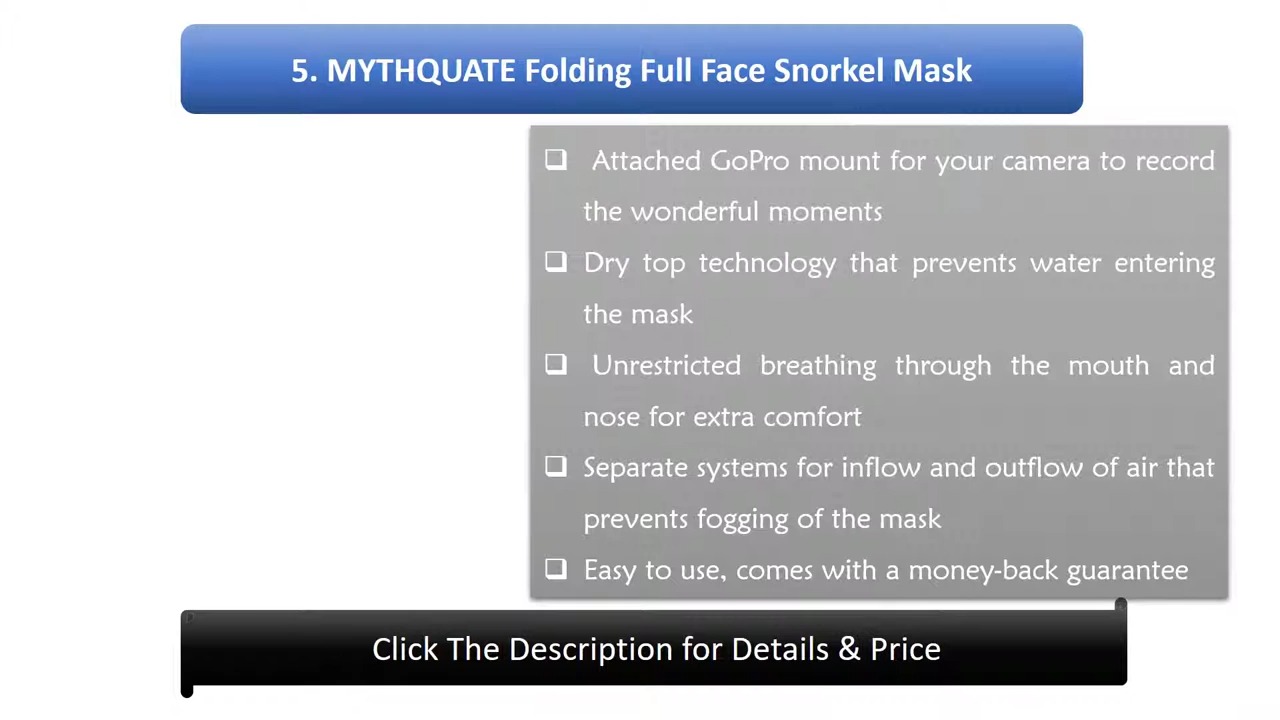 5. MYTHQUATE Folding Full Face Snorkel Mask
Attached GoPro mount for your camera to record
the wonderful moments
Dry top technology that prevents water entering
the mask
Unrestricted breathing through the mouth and
nose for extra comfort
Separate systems for inflow and outflow of air that
prevents fogging of the mask
Easy to use, comes with a money-back guarantee
Click The Description for Details & Price